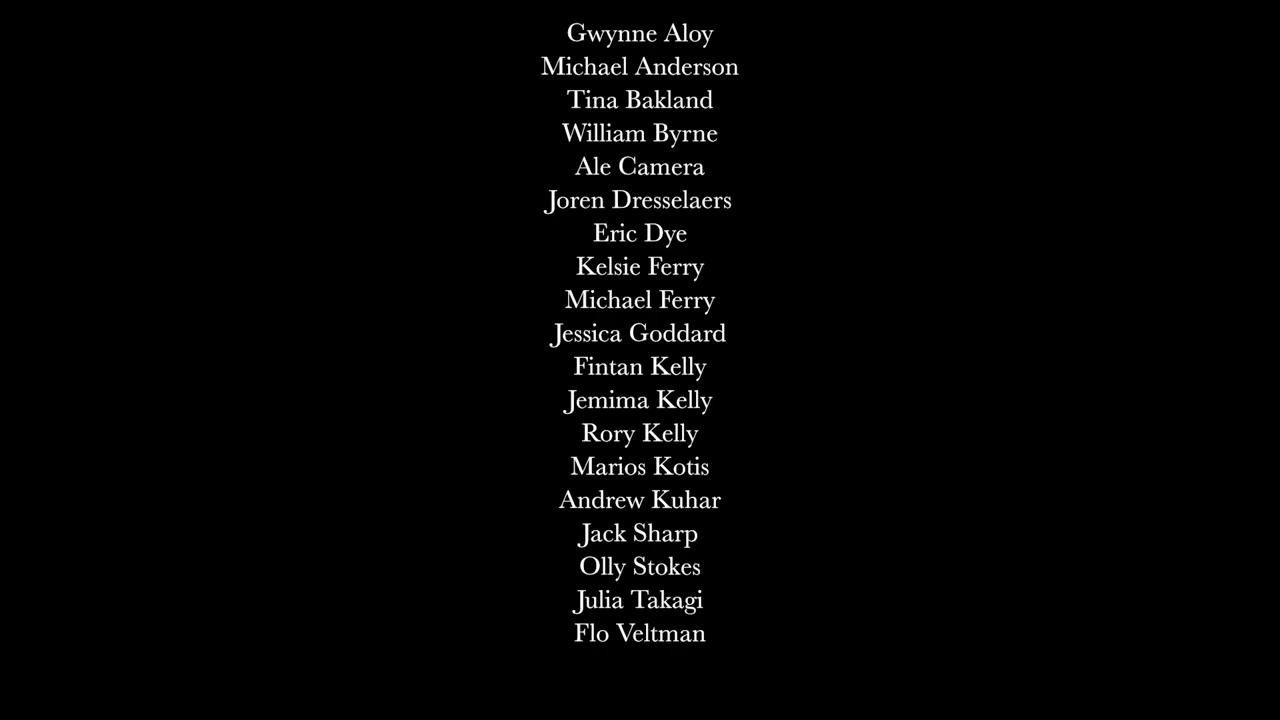 Gwynne Aloy
Michael Anderson
Tina Bakland
William Byrne
Ale Camera
Joren Dresselaers
Eric Dye
Kelsie Ferry
Michael Ferry
Jessica Goddard
Fintan Kelly
Jemima Kelly
Rory Kelly
Marios Kotis
Andrew Kuhar
Jack Sharp
Olly Stokes
Julia Takagi
Flo Veltman